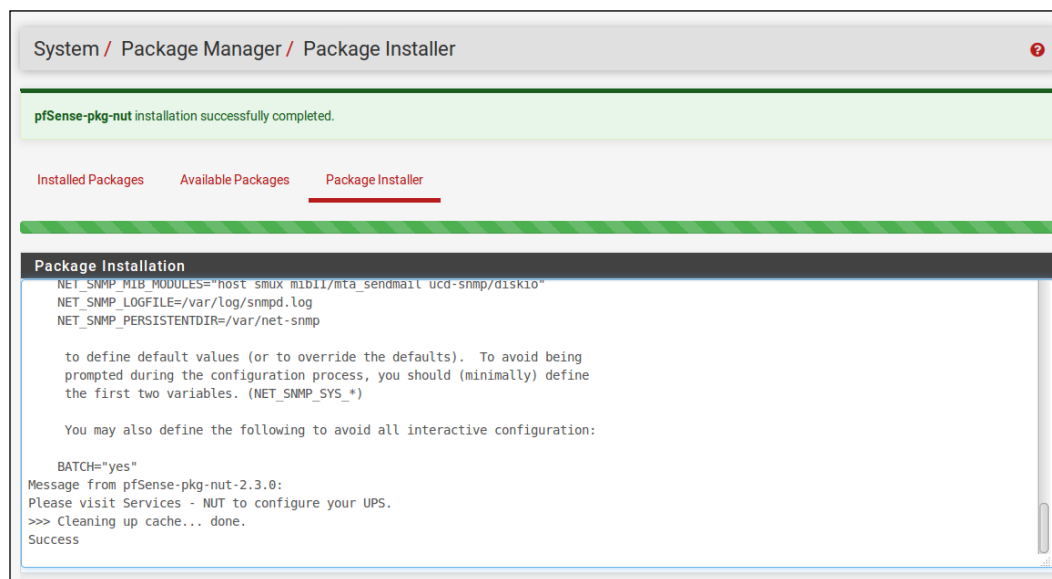 System / Package Manager / Package Installer
pfSense-pkg-nut installation successfully completed.
Installed Packages Available Packages Package Installer
Package Installation
NET_SNMP_MIB_MODULES="host smux mibII/mta_sendmail ucd-snmp/diskio"
NET_SNMP_LOGFILE=/var/log/snmpd.log
NET_SNMP_PERSISTENTDIR=/var/net-snmp
to define default values (or to override the defaults).  To avoid being
prompted during the configuration process, you should (minimally) define
the first two variables. (NET_SNMP_SYS_*)
You may also define the following to avoid all interactive configuration:
BATCH="yes"
Message from pfSense-pkg-nut-2.3.0:
Please visit Services - NUT to configure your UPS.
>>> Cleaning up cache... done.
Success